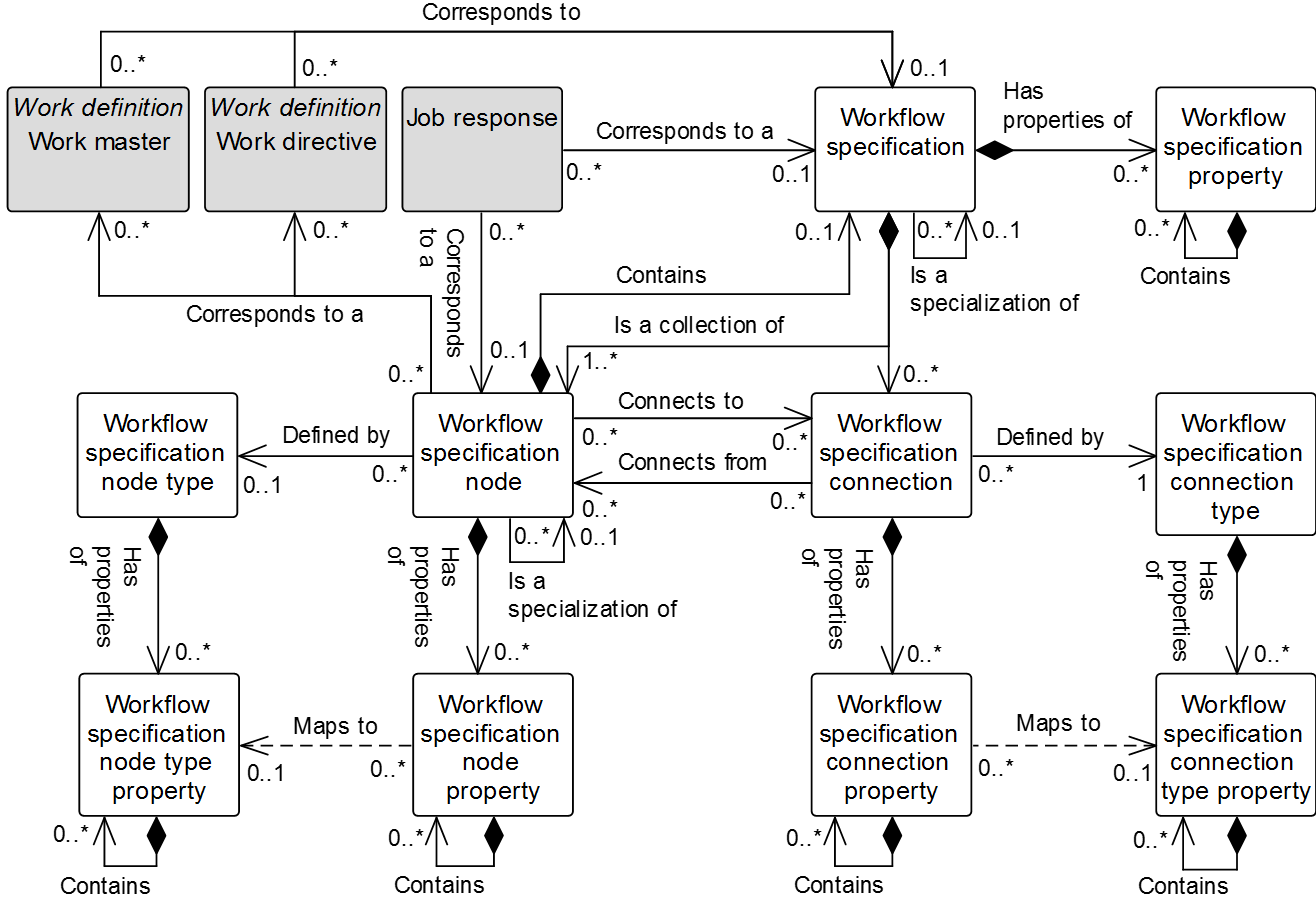 Corresponds to
0..*
0..*
0..1
Work definition
Work master
Work definition
Work directive
Job response
Corresponds to a
0..*
0..1
Workflow
specification
Has
properties of
0..*
Workflow
specification
property
0..*
0..*
0..*
Corresponds
to a
0..1
0..*
0..1
0..*
Contains
Is a
specialization of
Contains
Corresponds to a
Is a collection of
0..*
0..1
1..*
0..*
Workflow
specification
node type
Defined by
0..1
0..*
Workflow
specification
node
Connects to
0..*
0..*
Connects from
0..*
0..*
Workflow
specification
connection
Defined by
0..*
1
Workflow
specification
connection
type
0..*
0..1
Is a
specialization of
Has
properties
of
0..*
Has
properties
of
0..*
Has
properties
of
0..*
Has
properties
of
0..*
Workflow
specification
node type
property
Maps to
0..1
0..*
Workflow
specification
node
property
Workflow
specification
connection
property
Maps to
0..*
0..1
Workflow
specification
connection
type property
0..*
Contains
0..*
Contains
0..*
Contains
0..*
Contains